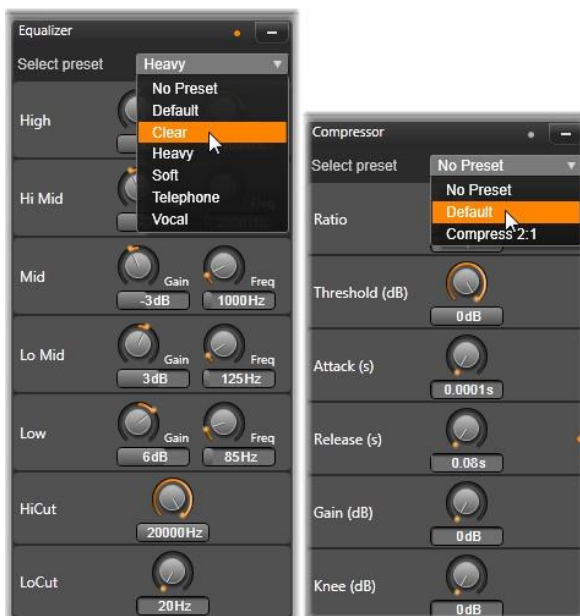 Equalizer
Select preset Heavy
No Preset
Default
Clear
Heavy
Soft
Telephone
Vocal
High
Hi Mid
Mid Gain Freq
-3dB 1000Hz
Lo Mid Gain Freq
3dB 125Hz
Low Gain Freq
6dB 85Hz
HiCut
20000Hz
LoCut
20Hz
Compressor
Select preset No Preset
No Preset
Default
Compress 2:1
Ratio
Threshold (dB)
0dB
Attack (s)
0.0001s
Release (s)
0.08s
Gain (dB)
0dB
Knee (dB)
0dB